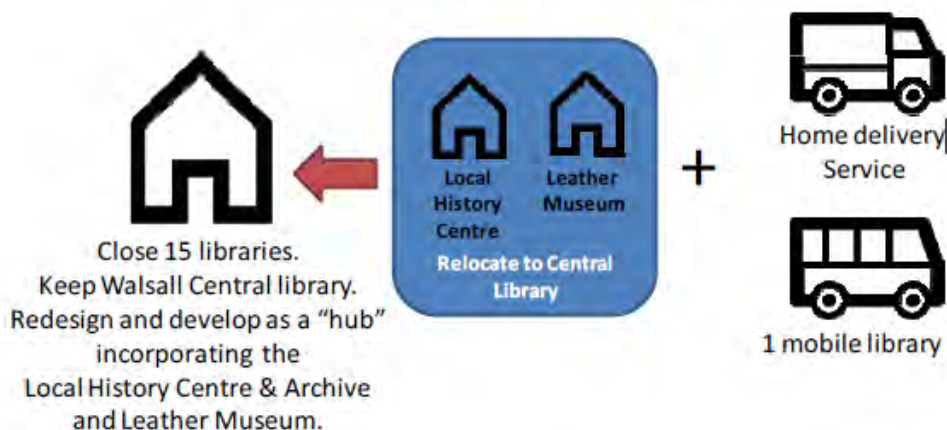 Close 15 libraries.
Keep Walsall Central library.
Redesign and develop as a “hub”
incorporating the
Local History Centre & Archive
and Leather Museum.
Local
History
Centre
Leather
Museum
Relocate to Central
Library
+
Home delivery
Service
1 mobile library